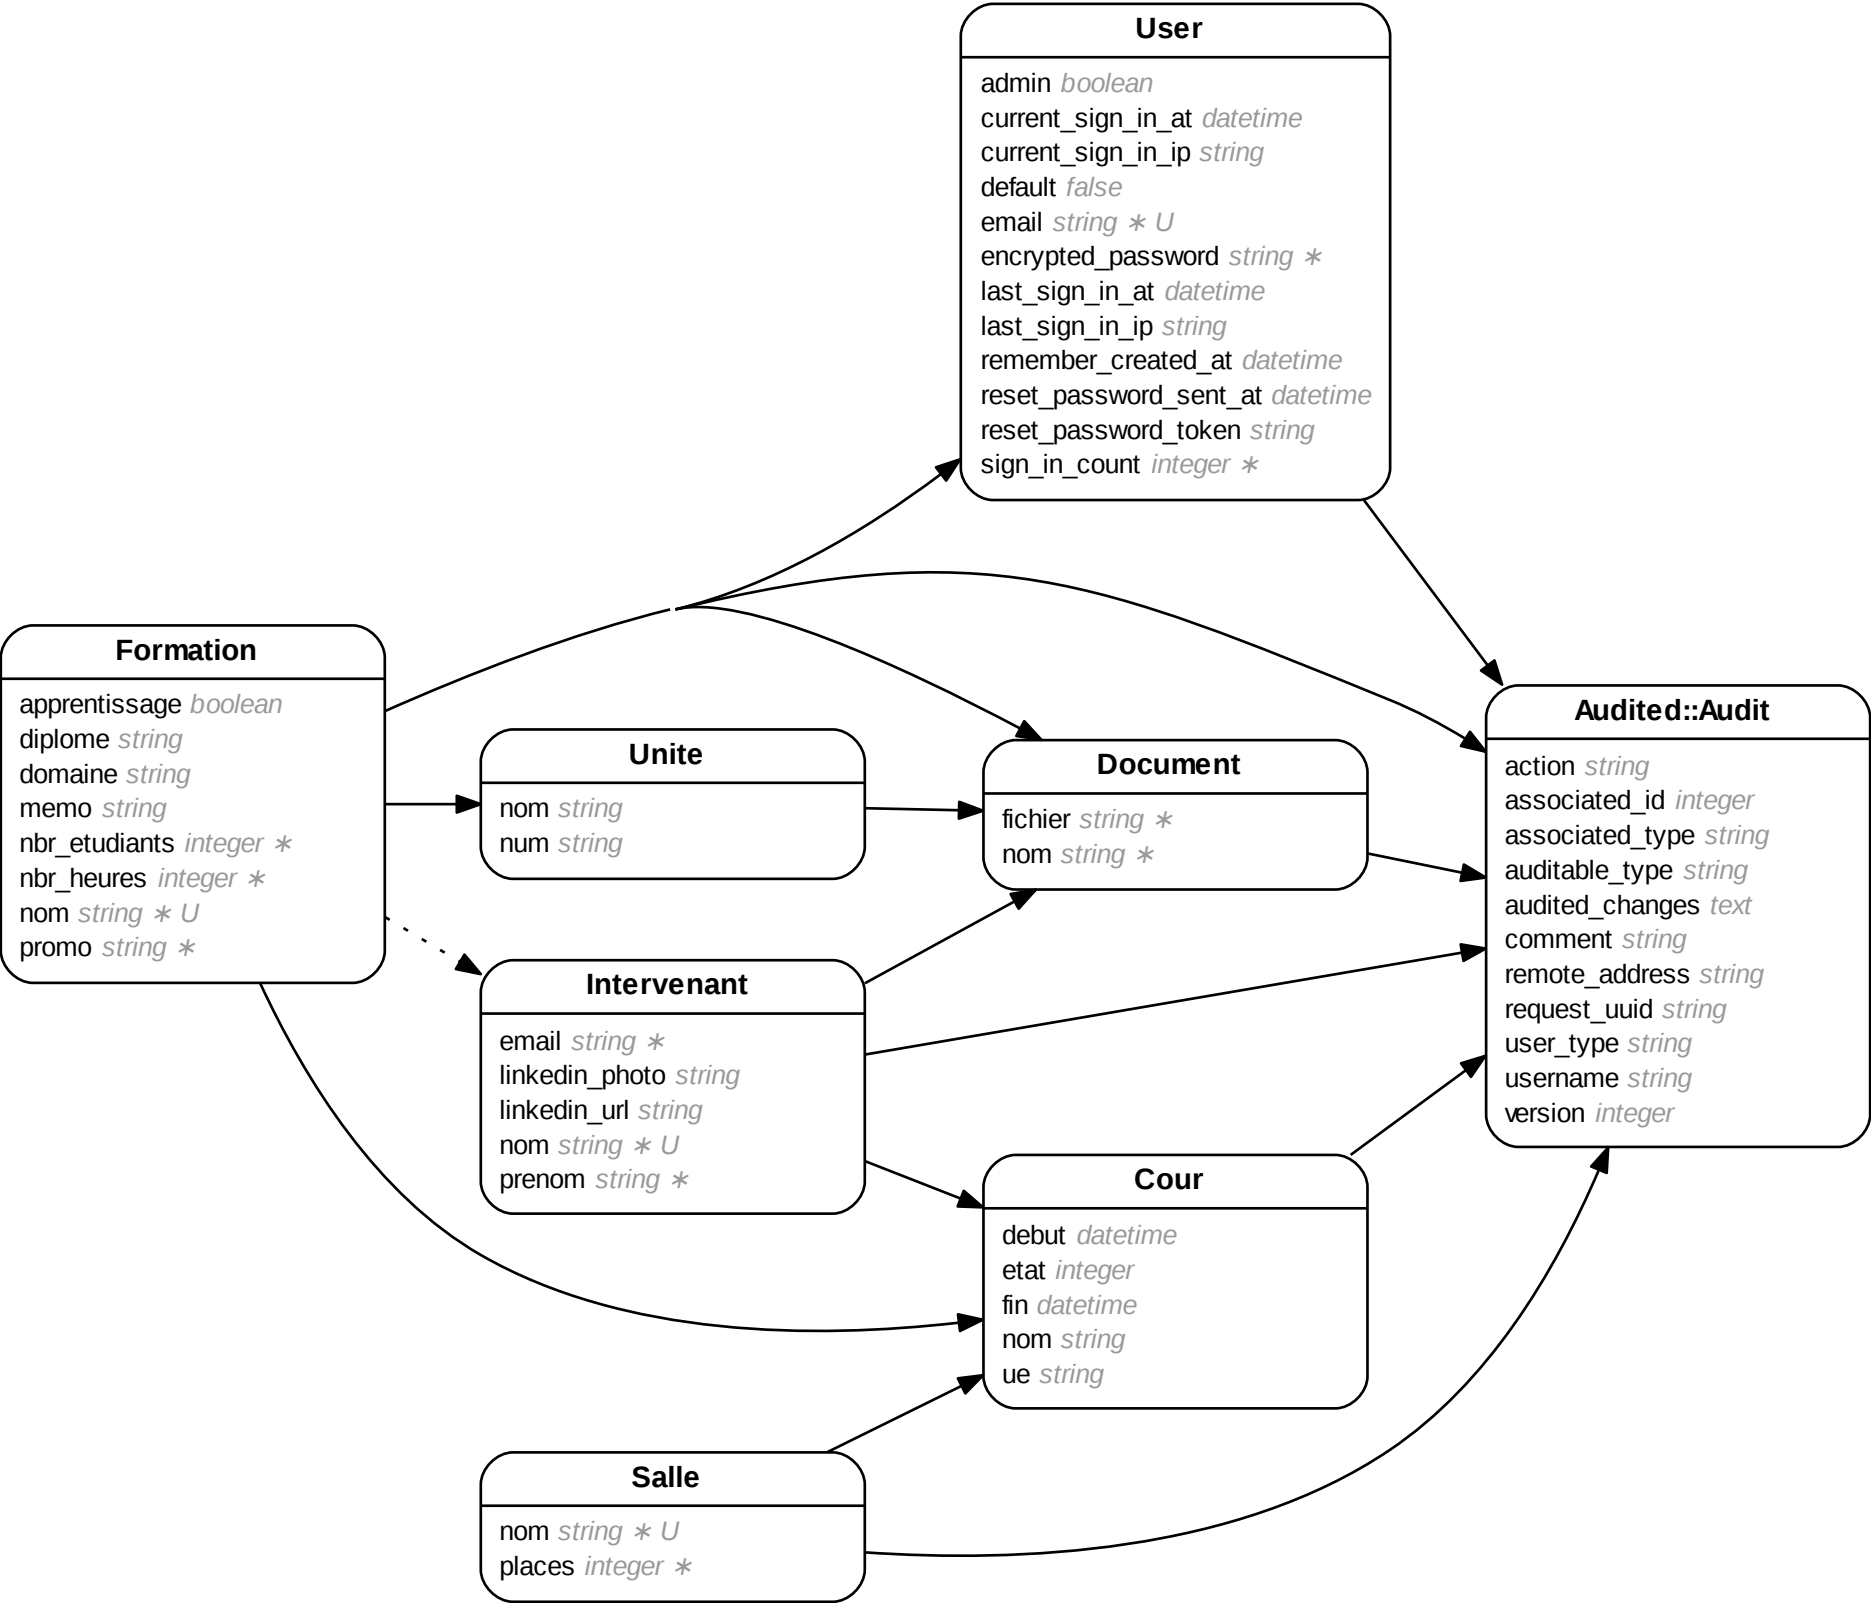 User
admin boolean
current_sign_in_at datetime
current_sign_in_ip string
default false
email string ∗ U
encrypted_password string ∗
last_sign_in_at datetime
last_sign_in_ip string
remember_created_at datetime
reset_password_sent_at datetime
reset_password_token string
sign_in_count integer ∗
Formation
apprentissage boolean
diplome string
domaine string
memo string
nbr_etudiants integer ∗
nbr_heures integer ∗
nom string ∗ U
promo string ∗
Unite
nom string
num string
Document
fichier string ∗
nom string ∗
Audited::Audit
action string
associated_id integer
associated_type string
auditable_type string
audited_changes text
comment string
remote_address string
request_uuid string
user_type string
username string
version integer
Intervenant
email string ∗
linkedin_photo string
linkedin_url string
nom string ∗ U
prenom string ∗
Cour
debut datetime
etat integer
fin datetime
nom string
ue string
Salle
nom string ∗ U
places integer ∗